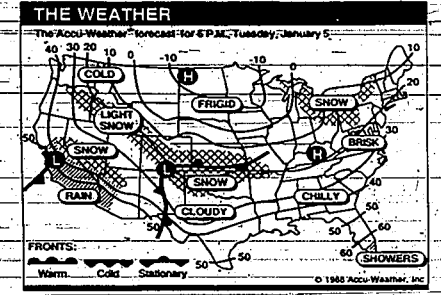 THE WEATHER
The Accu-Weather forecast for 6 P.M., Tuesday, January 5
40 30 20 10 0 -10 -10 0 10
20
COLD
H
FRIGID
SNOW
LIGHT
SNOW
30
BRISK
50
SNOW
L
L
H
SNOW
RAIN
CHILLY
40
CLOUDY
50
50
50
60
50
50
60
SHOWERS
FRONTS:
Warm Cold Stationary
© 1988 Accu-Weather, Inc